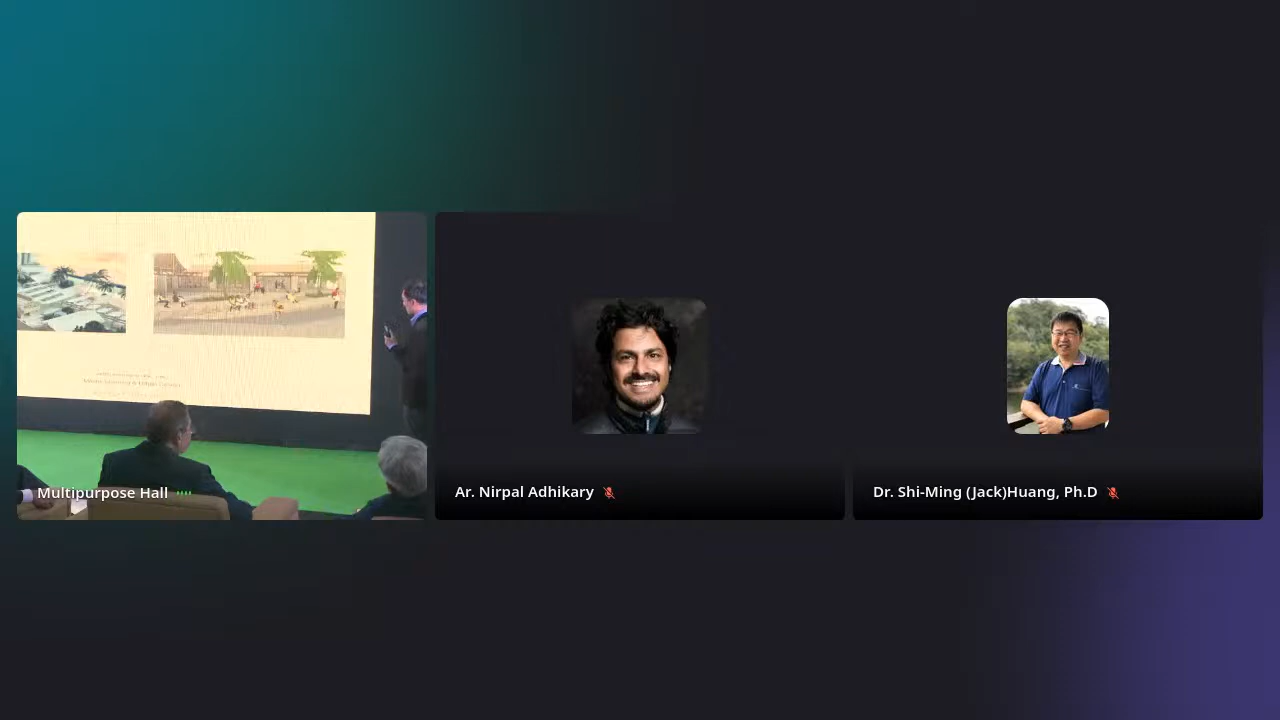 Multipurpose Hall
Ar. Nirpal Adhikary
Dr. Shi-Ming (Jack)Huang, Ph.D